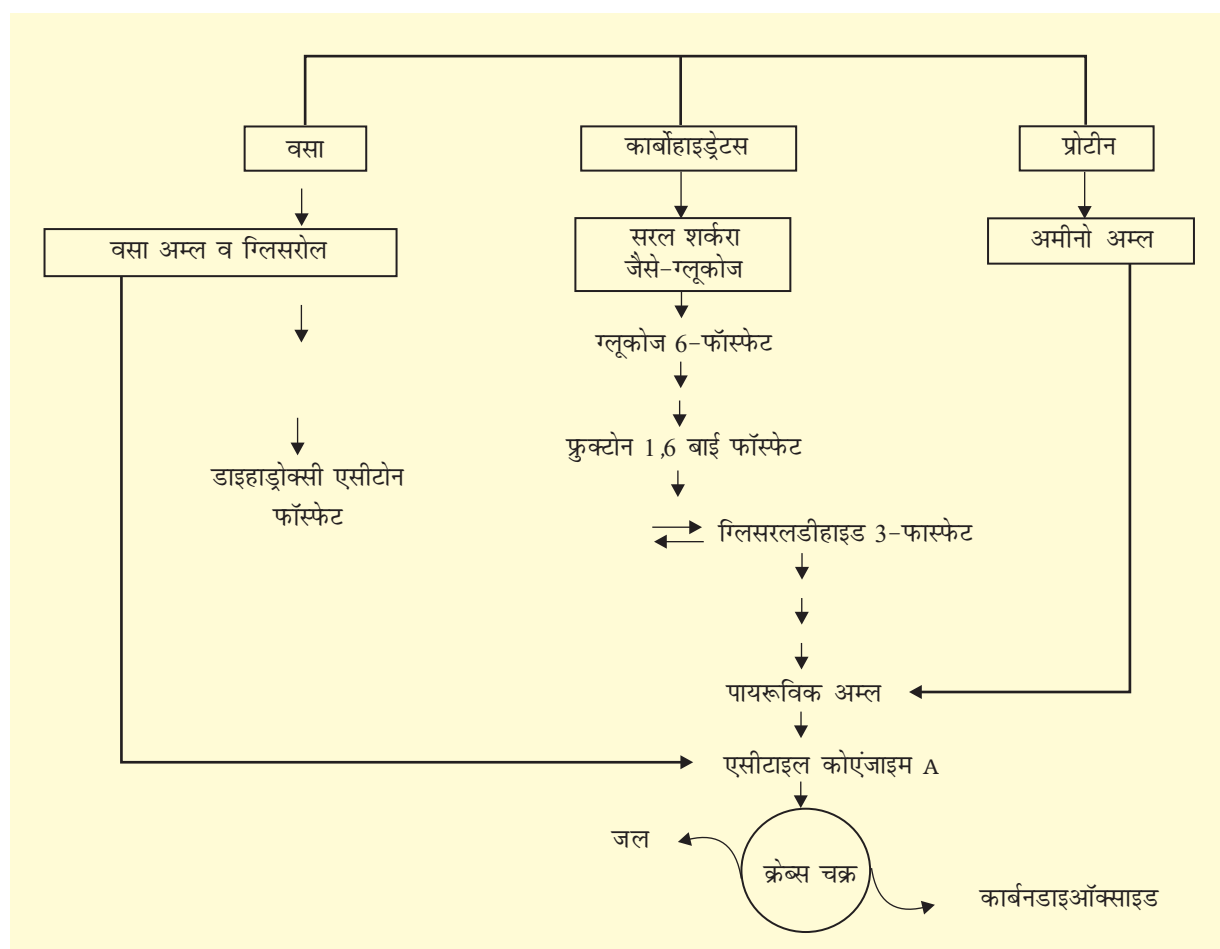 वसा
कार्बोहाइड्रेटस
प्रोटीन
वसा अम्ल व ग्लिसरोल
सरल शर्करा
जैसे-ग्लूकोज
अमीनो अम्ल
ग्लूकोज 6-फॉस्फेट
फ्रुक्टोन 1,6 बाई फॉस्फेट
डाइहाड्रोक्सी एसीटोन
फॉस्फेट
ग्लिसरलडीहाइड 3-फास्फेट
पायरूविक अम्ल
एसीटाइल कोएंजाइम A
जल
क्रेब्स चक्र
कार्बनडाइऑक्साइड